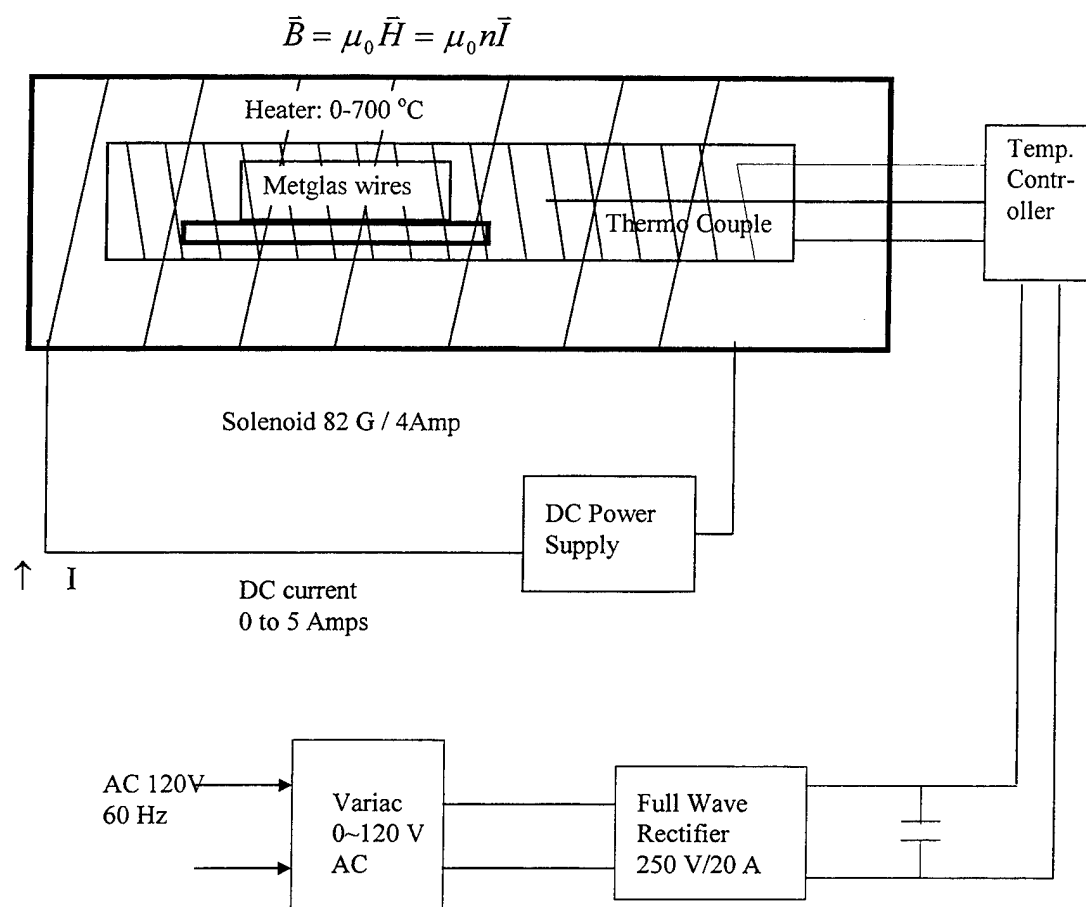 B⃗ = μ₀H⃗ = μ₀nI⃗
Heater: 0-700 °C
Metglas wires
Thermo Couple
Temp.
Contr-
oller
Solenoid 82 G / 4Amp
DC Power
Supply
↑ I
DC current
0 to 5 Amps
AC 120V
60 Hz
Variac
0~120 V
AC
Full Wave
Rectifier
250 V/20 A